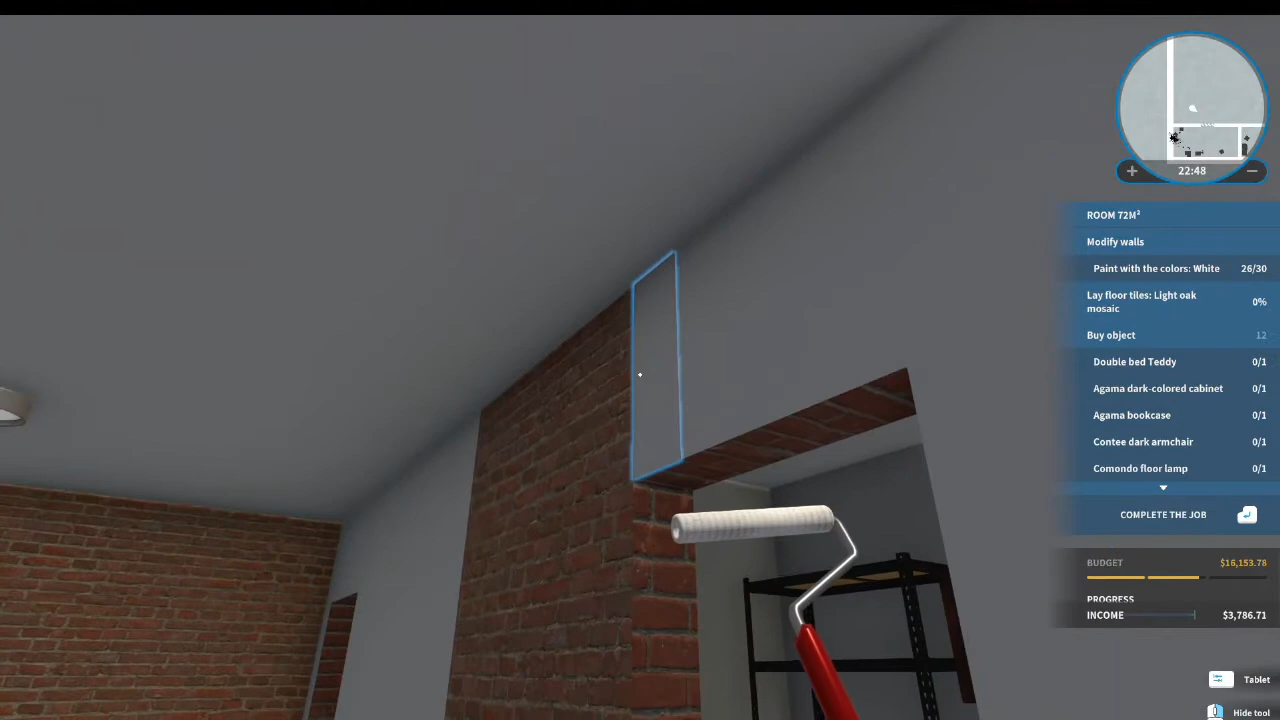 22:48
ROOM 72M²
Modify walls
Paint with the colors: White 26/30
Lay floor tiles: Light oak
mosaic 0%
Buy object 12
Double bed Teddy 0/1
Agama dark-colored cabinet 0/1
Agama bookcase 0/1
Contee dark armchair 0/1
Comondo floor lamp 0/1
COMPLETE THE JOB
BUDGET $16,153.78
PROGRESS
INCOME $3,786.71
Tablet
Hide tool